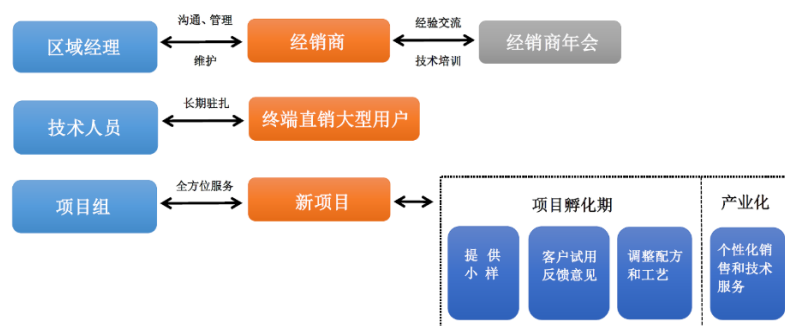 沟通、管理
经验交流
区域经理
经销商
经销商年会
维护
技术培训
长期驻扎
技术人员
终端直销大型用户
全方位服务
项目组
新项目
项目孵化期
产业化
提 供
小 样
客户试用
反馈意见
调整配方
和工艺
个性化销
售和技术
服务